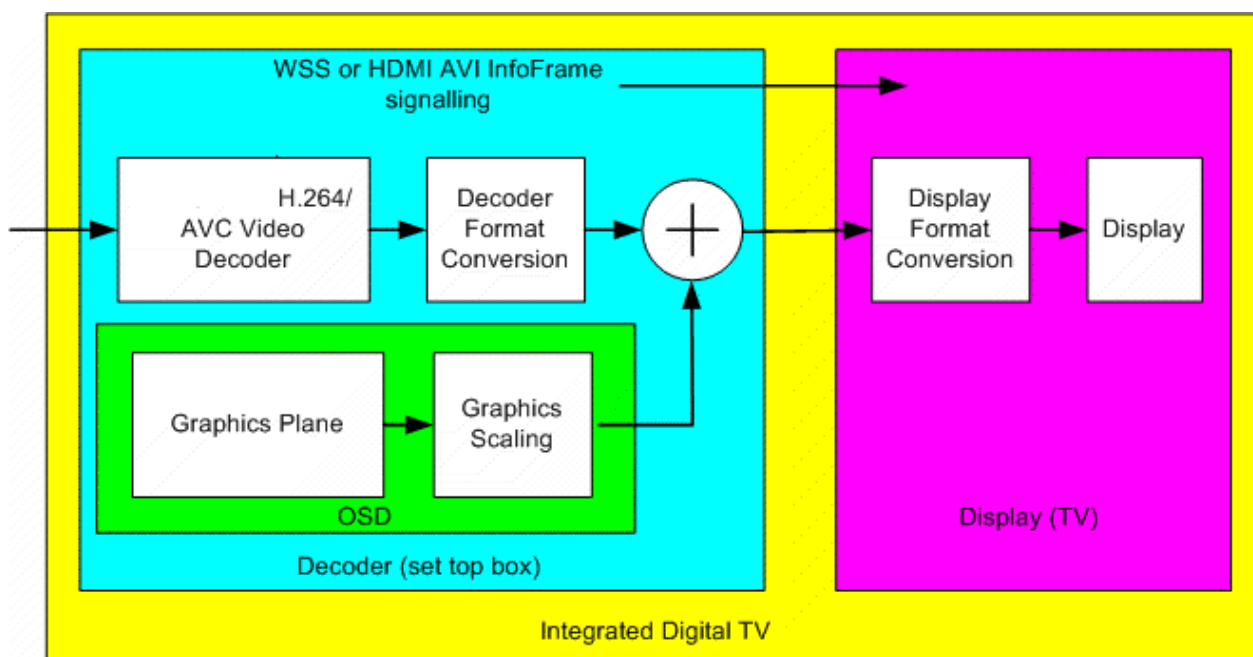 WSS or HDMI AVI InfoFrame
signalling
H.264/
AVC Video
Decoder
Decoder
Format
Conversion
Display
Format
Conversion
Display
Graphics Plane
Graphics
Scaling
OSD
Display (TV)
Decoder (set top box)
Integrated Digital TV